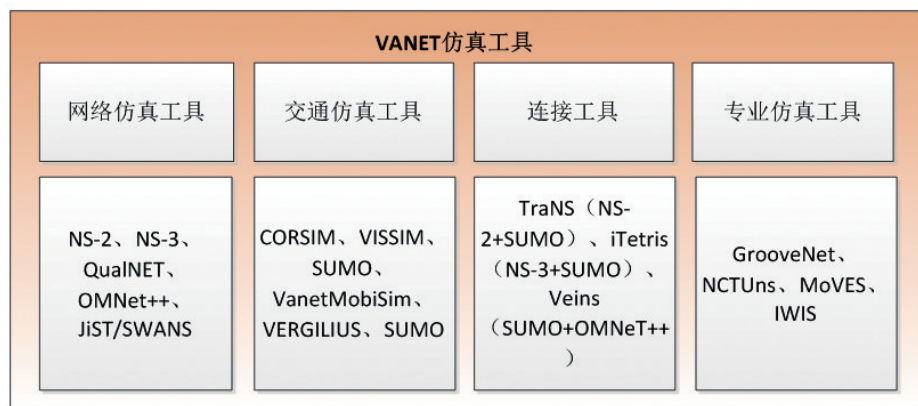 VANET仿真工具
网络仿真工具
交通仿真工具
连接工具
专业仿真工具
NS-2、NS-3、
QualNET、
OMNet++、
JiST/SWANS
CORSIM、VISSIM、
SUMO、
VanetMobiSim、
VERGILIUS、SUMO
TraNS（NS-
2+SUMO）、iTetris
（NS-3+SUMO）、
Veins
（SUMO+OMNeT++
）
GrooveNet、
NCTUns、MoVES、
IWIS